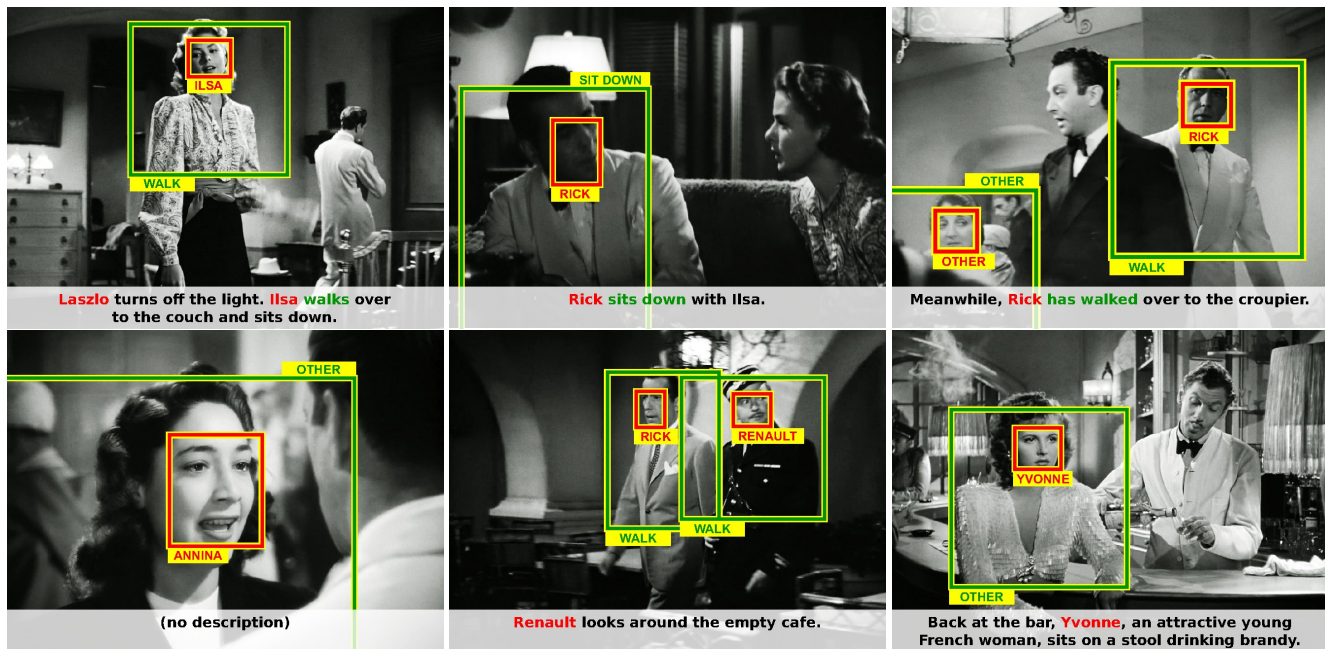 ILSA
WALK
Laszlo turns off the light. Ilsa walks over
to the couch and sits down.
SIT DOWN
RICK
Rick sits down with Ilsa.
RICK
OTHER
OTHER
WALK
Meanwhile, Rick has walked over to the croupier.
OTHER
ANNINA
(no description)
RICK
RENAULT
WALK
WALK
Renault looks around the empty cafe.
YVONNE
OTHER
Back at the bar, Yvonne, an attractive young
French woman, sits on a stool drinking brandy.